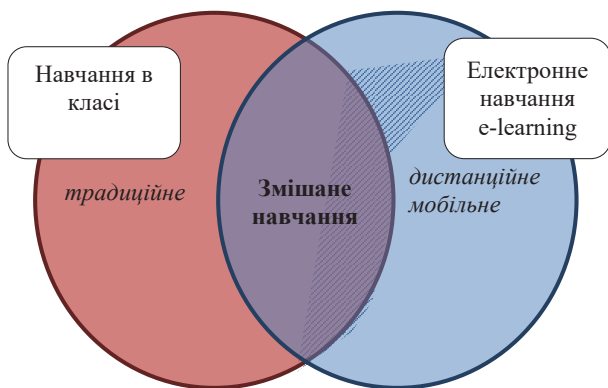 Навчання в
класі
Електронне
навчання
e-learning
традиційне
Змішане
навчання
дистанційне
мобільне